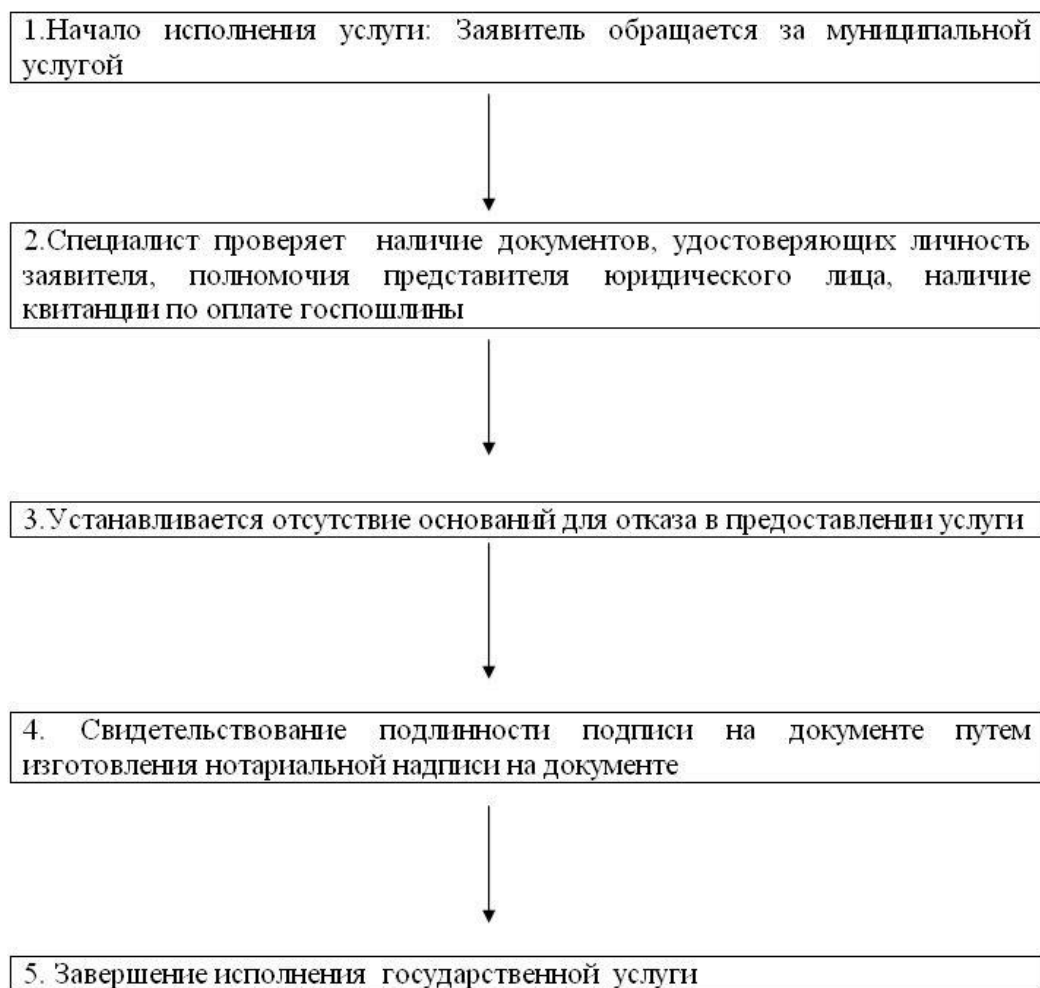 1.Начало исполнения услуги: Заявитель обращается за муниципальной
услугой
2.Специалист проверяет наличие документов, удостоверяющих личность
заявителя, полномочия представителя юридического лица, наличие
квитанции по оплате госпошлины
3.Устанавливается отсутствие оснований для отказа в предоставлении услуги
4. Свидетельствование подлинности подписи на документе путем
изготовления нотариальной надписи на документе
5. Завершение исполнения государственной услуги